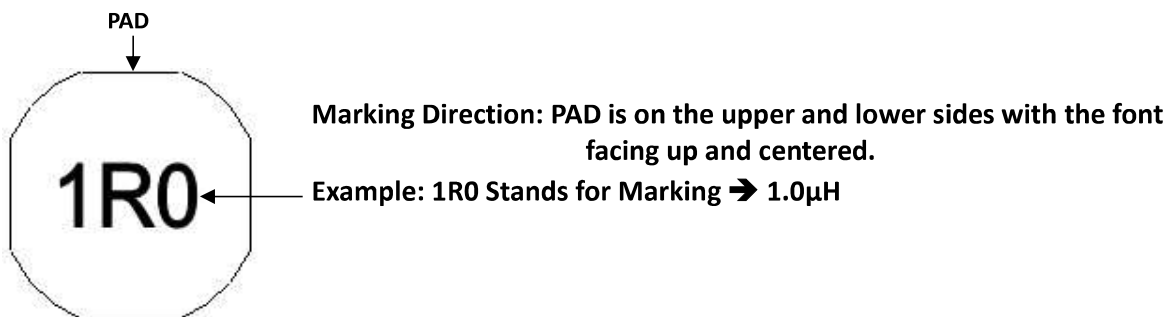 PAD
Marking Direction: PAD is on the upper and lower sides with the font
facing up and centered.
1R0
Example: 1R0 Stands for Marking ➔ 1.0μH